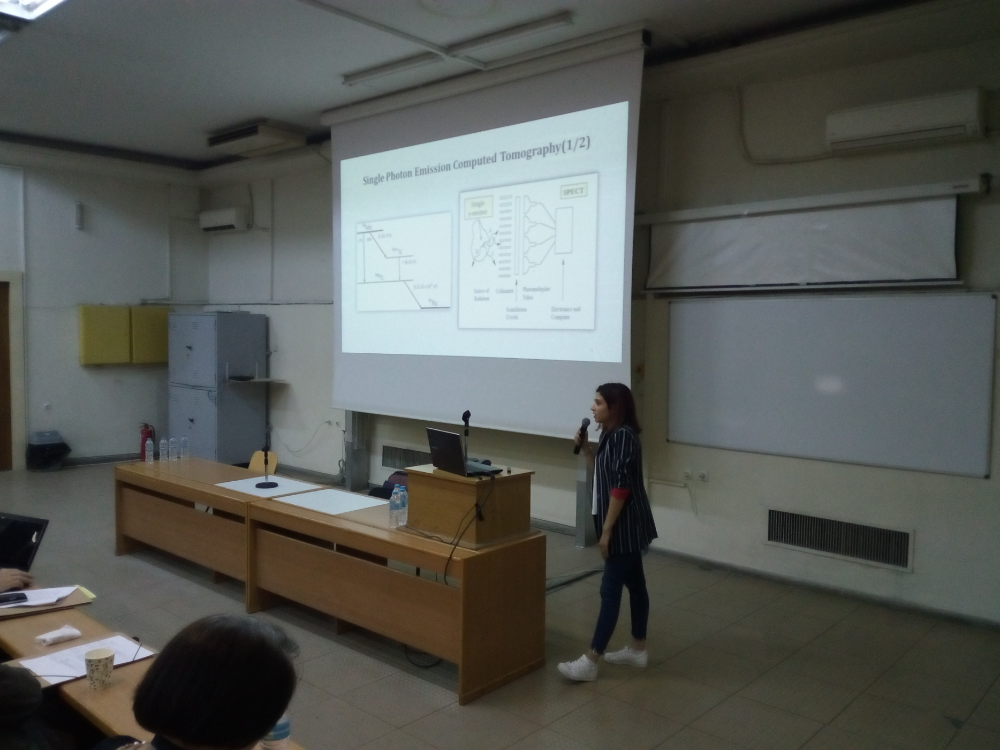 Single Photon Emission Computed Tomography(1/2)
Single
γ-emitter
SPECT
Source of
Radiation
Collimator
Photomultiplier
Tubes
Scintillation
Crystal
Electronics and
Computer